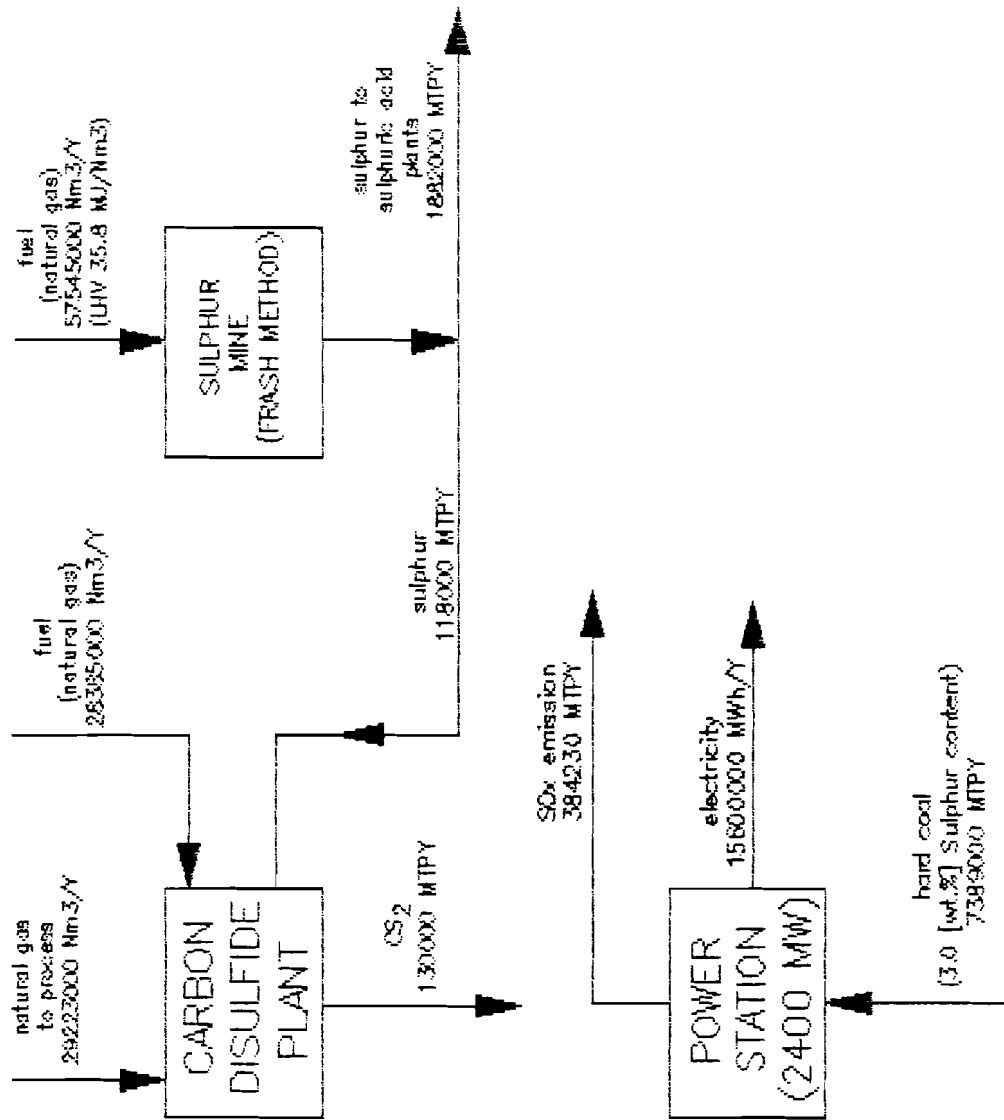 natural gas
to process
29223000 Nm3/Y
fuel
(natural gas)
28385000 Nm3/Y
fuel
(natural gas)
57545000 Nm3/Y
(LHV 35.8 MJ/Nm3)
CARBON
DISULFIDE
PLANT
SULPHUR
MINE
(FRASH METHOD)
CS2
130000 MTPY
sulphur
118000 MTPY
sulphur to
sulphuric acid
plants
1882000 MTPY
SOx emission
384230 MTPY
POWER
STATION
(2400 MW)
electricity
15600000 MWh/Y
hard coal
(3.0 [wt.%] Sulphur content)
7389000 MTPY